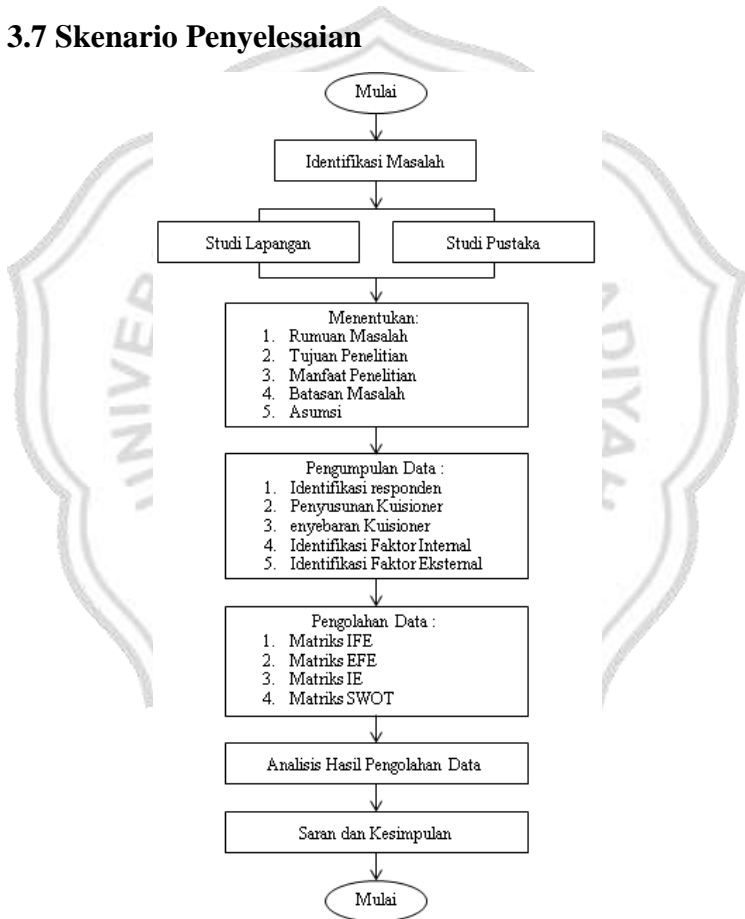 3.7 Skenario Penyelesaian
Mulai
Identifikasi Masalah
Studi Lapangan
Studi Pustaka
Menentukan:
1. Rumuan Masalah
2. Tujuan Penelitian
3. Manfaat Penelitian
4. Batasan Masalah
5. Asumsi
Pengumpulan Data :
1. Identifikasi responden
2. Penyusunan Kuisioner
3. enyebaran Kuisioner
4. Identifikasi Faktor Internal
5. Identifikasi Faktor Eksternal
Pengolahan Data :
1. Matriks IFE
2. Matriks EFE
3. Matriks IE
4. Matriks SWOT
Analisis Hasil Pengolahan Data
Saran dan Kesimpulan
Mulai